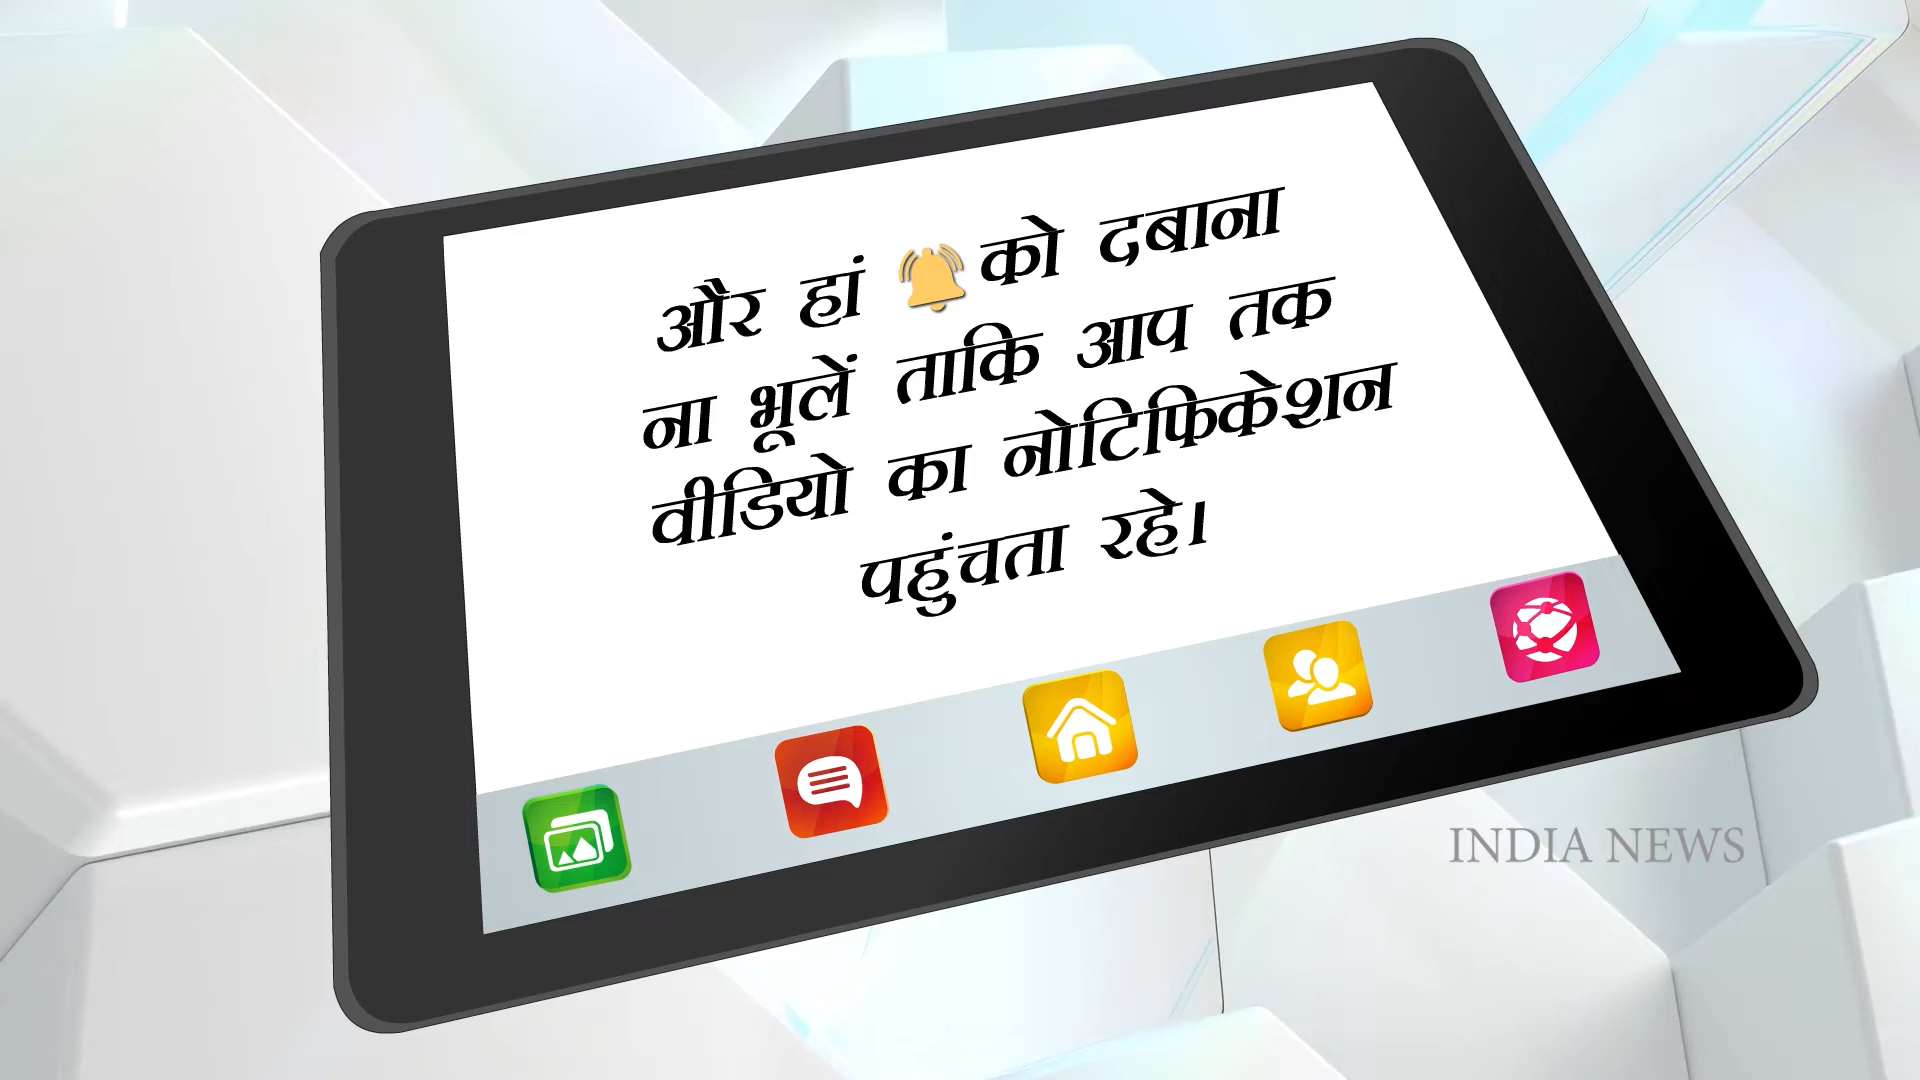 और हां 🔔 को दबाना
ना भूलें ताकि आप तक
वीडियो का नोटिफिकेशन
पहुंचता रहे।
INDIA NEWS